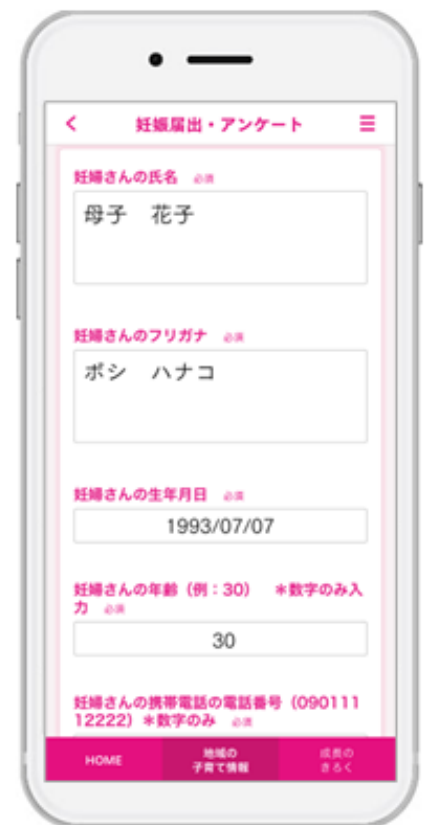 妊娠届出・アンケート
妊婦さんの氏名 必須
母子 花子
妊婦さんのフリガナ 必須
ボシ ハナコ
妊婦さんの生年月日 必須
1993/07/07
妊婦さんの年齢（例：30） ＊数字のみ入
力 必須
30
妊婦さんの携帯電話の電話番号（090111
12222）＊数字のみ 必須
HOME
地域の
子育て情報
成長の
きろく